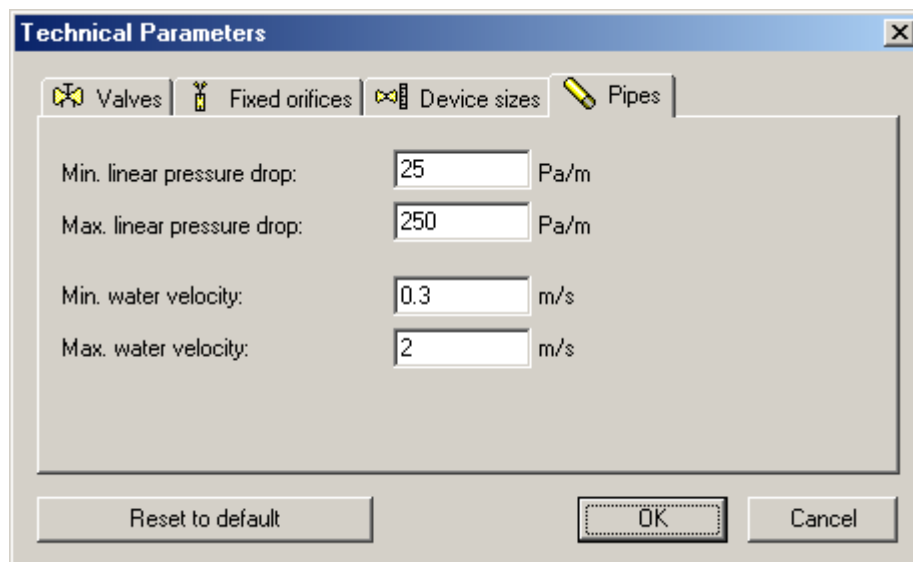 Technical Parameters
Valves Fixed orifices Device sizes Pipes
Min. linear pressure drop: 25 Pa/m
Max. linear pressure drop: 250 Pa/m
Min. water velocity: 0.3 m/s
Max. water velocity: 2 m/s
Reset to default OK Cancel